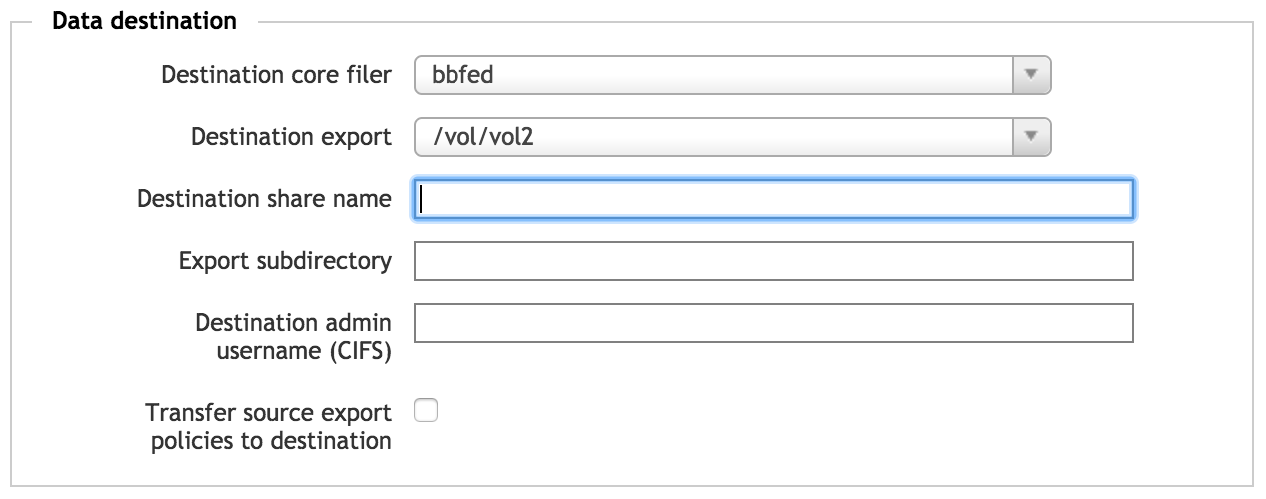 Data destination
Destination core filer bbfed
Destination export /vol/vol2
Destination share name
Export subdirectory
Destination admin
username (CIFS)
Transfer source export
policies to destination